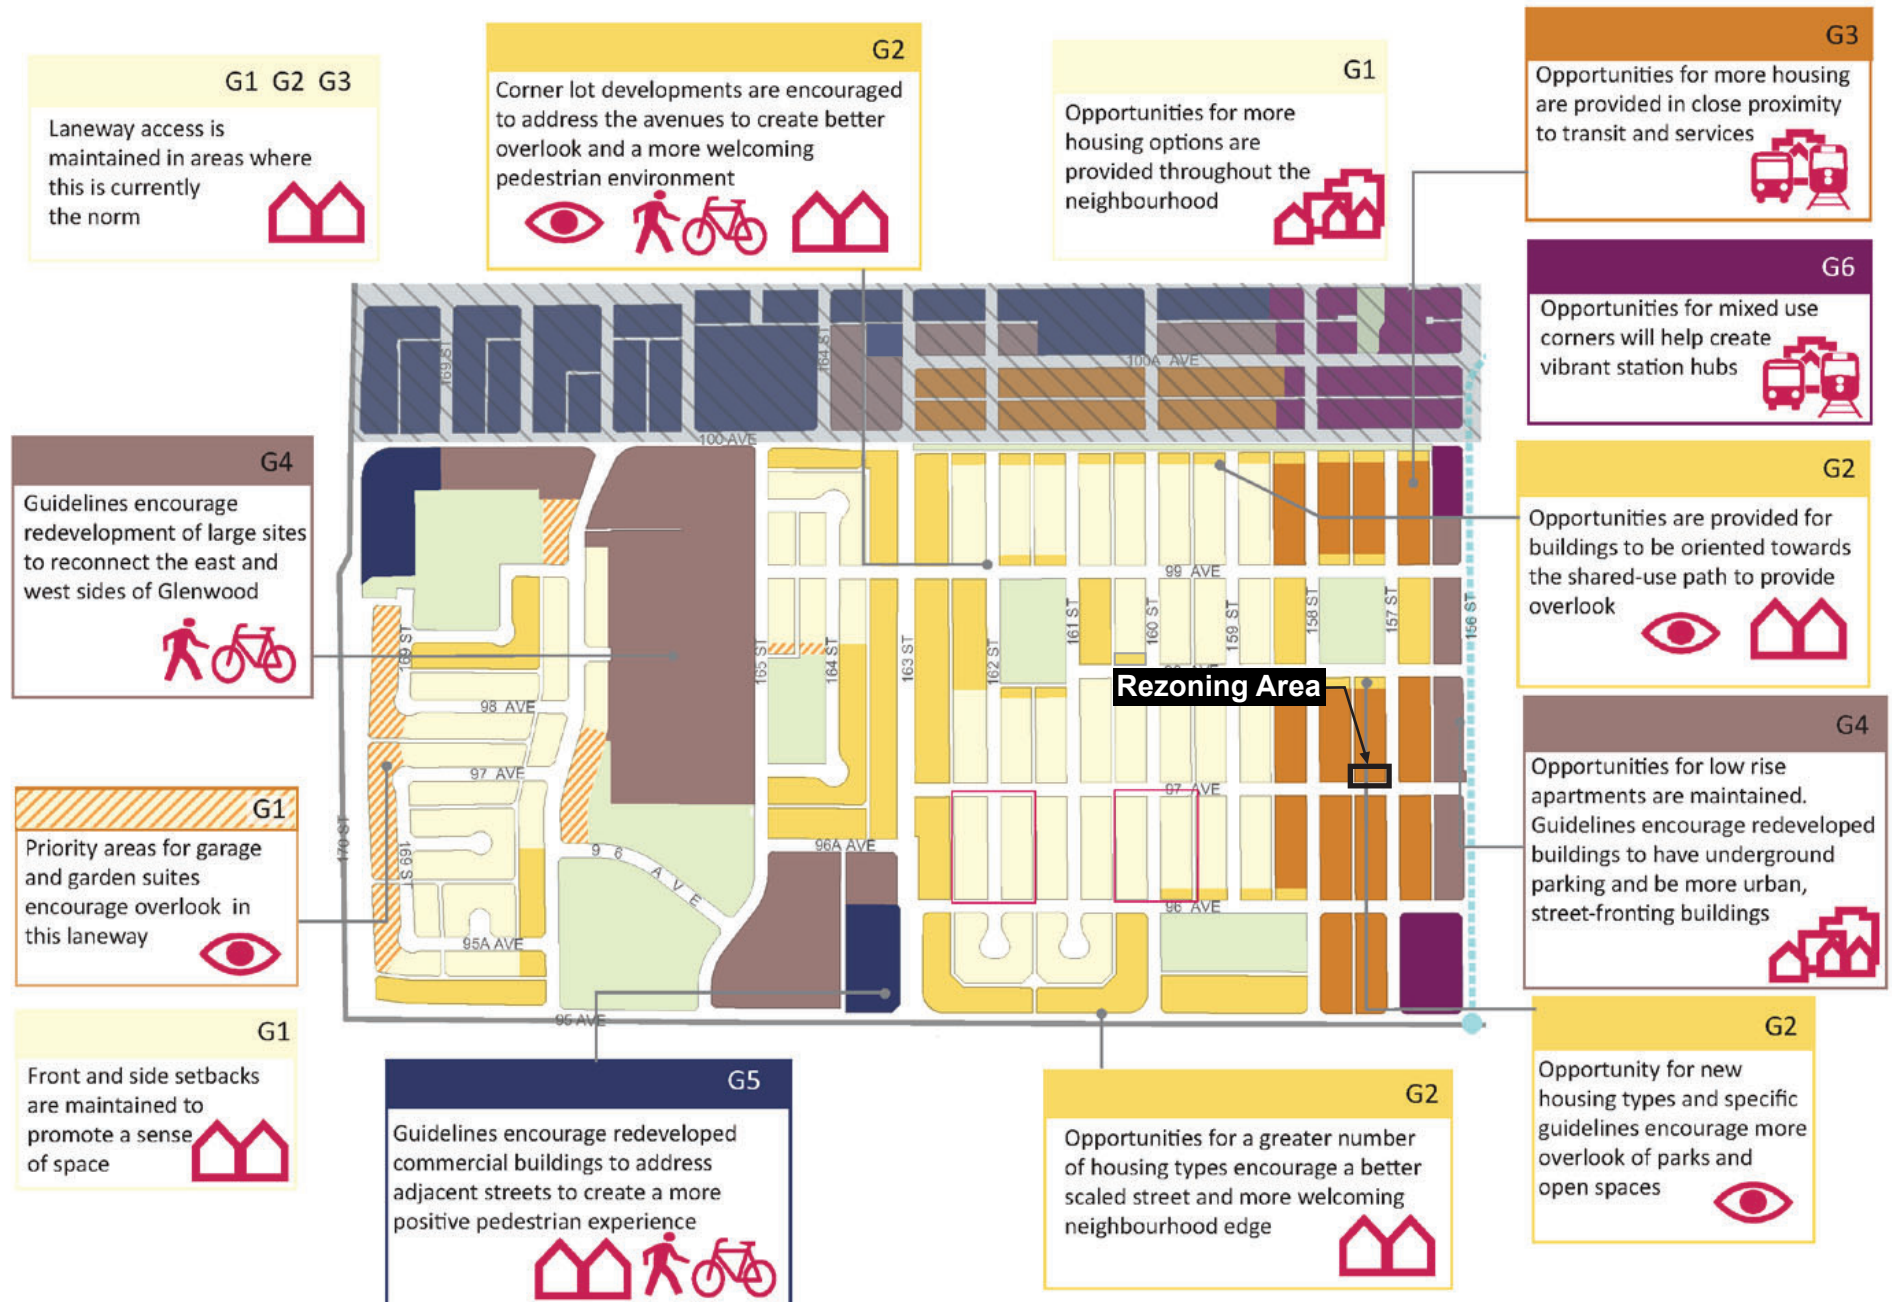 G1 G2 G3
Laneway access is
maintained in areas where
this is currently
the norm
G2
Corner lot developments are encouraged
to address the avenues to create better
overlook and a more welcoming
pedestrian environment
G1
Opportunities for more
housing options are
provided throughout the
neighbourhood
G3
Opportunities for more housing
are provided in close proximity
to transit and services
G6
Opportunities for mixed use
corners will help create
vibrant station hubs
G4
Guidelines encourage
redevelopment of large sites
to reconnect the east and
west sides of Glenwood
G2
Opportunities are provided for
buildings to be oriented towards
the shared-use path to provide
overlook
G4
Opportunities for low rise
apartments are maintained.
Guidelines encourage redeveloped
buildings to have underground
parking and be more urban,
street-fronting buildings
G1
Priority areas for garage
and garden suites
encourage overlook in
this laneway
G1
Front and side setbacks
are maintained to
promote a sense
of space
G5
Guidelines encourage redeveloped
commercial buildings to address
adjacent streets to create a more
positive pedestrian experience
G2
Opportunities for a greater number
of housing types encourage a better
scaled street and more welcoming
neighbourhood edge
G2
Opportunity for new
housing types and specific
guidelines encourage more
overlook of parks and
open spaces
169 ST
164 ST
100A AVE
100 AVE
99 AVE
169 ST
165 ST
164 ST
163 ST
162 ST
161 ST
160 ST
159 ST
158 ST
157 ST
156 ST
Rezoning Area
98 AVE
97 AVE
97 AVE
170 ST
169 ST
96 AVE
96A AVE
96 AVE
95A AVE
95 AVE